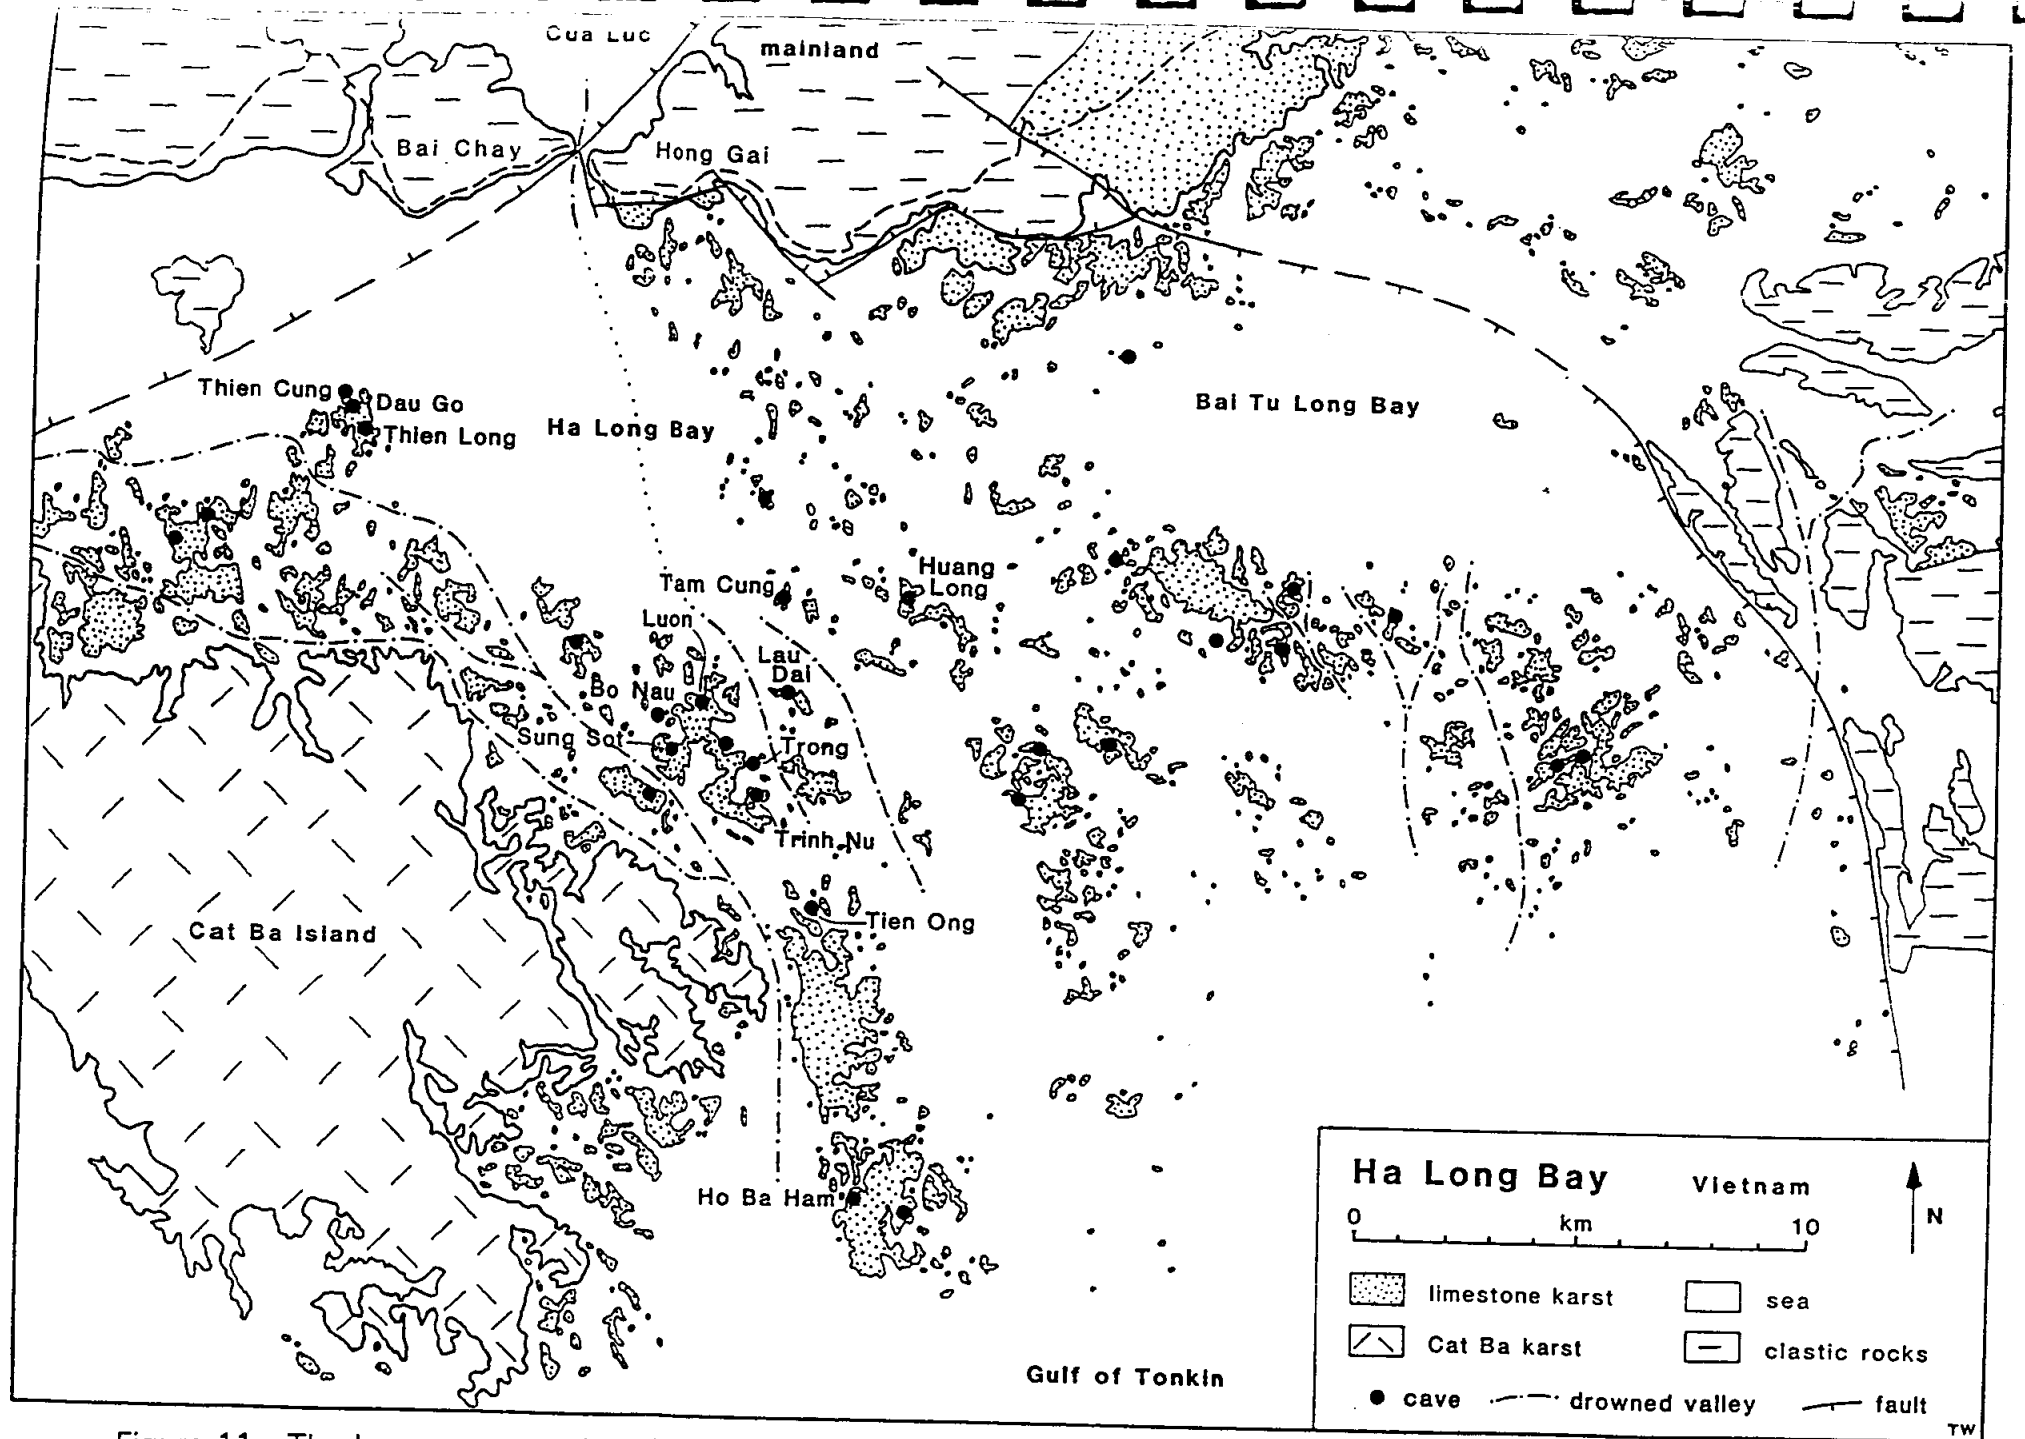 Cua Luc
mainland
Bai Chay
Hong Gai
Thien Cung
Dau Go
Thien Long
Ha Long Bay
Bai Tu Long Bay
Tam Cung
Huang
Long
Luon
Lau
Dai
Bo Nau
Sung Sot
Trong
Trinh Nu
Cat Ba Island
Tien Ong
Ho Ba Ham
Gulf of Tonkin
Ha Long Bay Vietnam
0 km 10
N
limestone karst
sea
Cat Ba karst
clastic rocks
cave
drowned valley
fault
TW